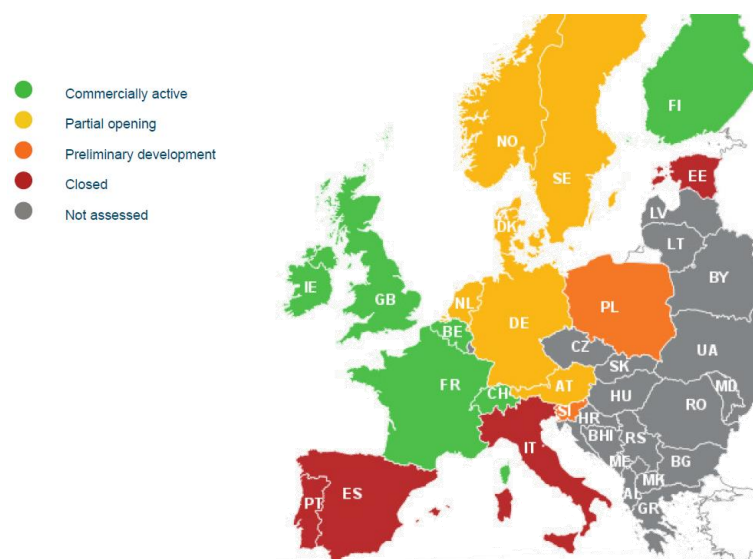 Commercially active
Partial opening
Preliminary development
Closed
Not assessed
FI
NO
SE
EE
LV
LT
DK
BY
IE
GB
NL
PL
DE
BE
CZ
UA
SK
FR
CH
AT
HU
MD
RO
SI
HR
BHI
RS
IT
ME
BG
MK
AL
GR
PT
ES